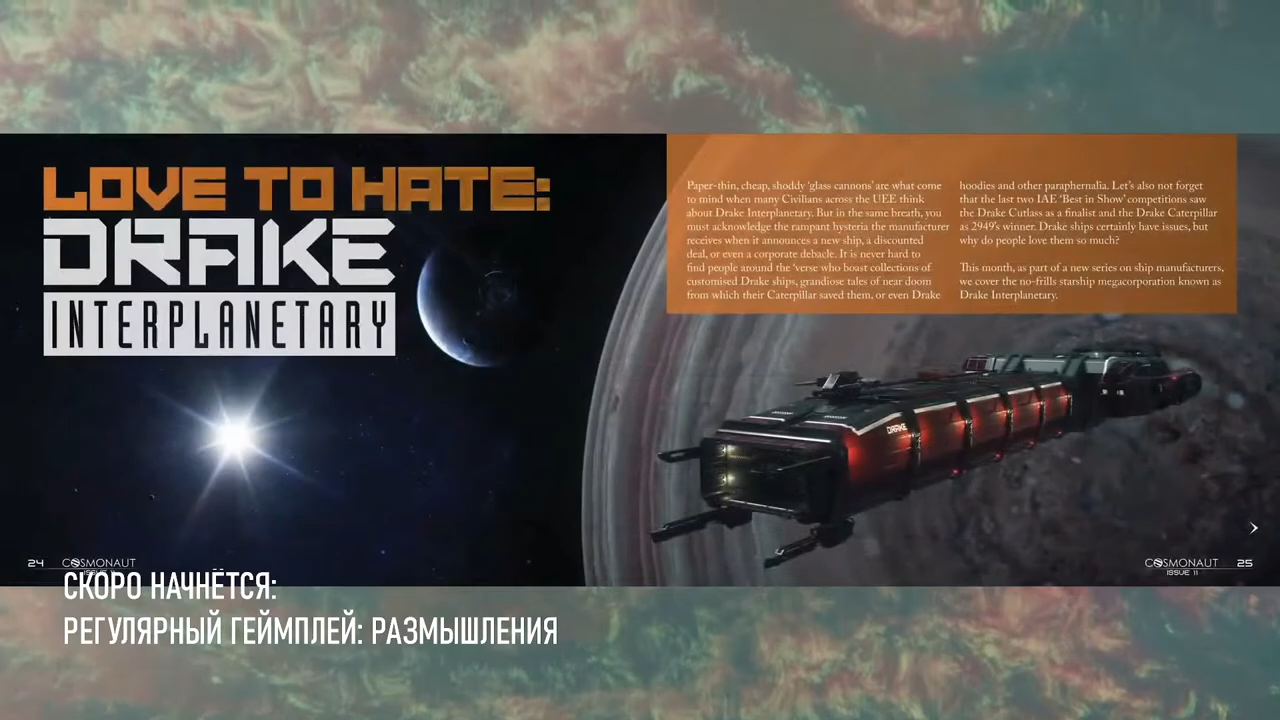 LOVE TO HATE:
DRAKE
INTERPLANETARY
Paper-thin, cheap, shoddy 'glass cannons' are what come
to mind when many Civilians across the UEE think
about Drake Interplanetary. But in the same breath, you
must acknowledge the rampant hysteria the manufacturer
receives when it announces a new ship, a discounted
deal, or even a corporate debacle. It is never hard to
find people around the 'verse who boast collections of
customised Drake ships, grandiose tales of near doom
from which their Caterpillar saved them, or even Drake
hoodies and other paraphernalia. Let's also not forget
that the last two IAE 'Best in Show' competitions saw
the Drake Cutlass as a finalist and the Drake Caterpillar
as 2949's winner. Drake ships certainly have issues, but
why do people love them so much?
This month, as part of a new series on ship manufacturers,
we cover the no-frills starship megacorporation known as
Drake Interplanetary.
DRAKE
24 COSMONAUT
COSMONAUT 25
ISSUE 11
СКОРО НАЧНЁТСЯ:
РЕГУЛЯРНЫЙ ГЕЙМПЛЕЙ: РАЗМЫШЛЕНИЯ